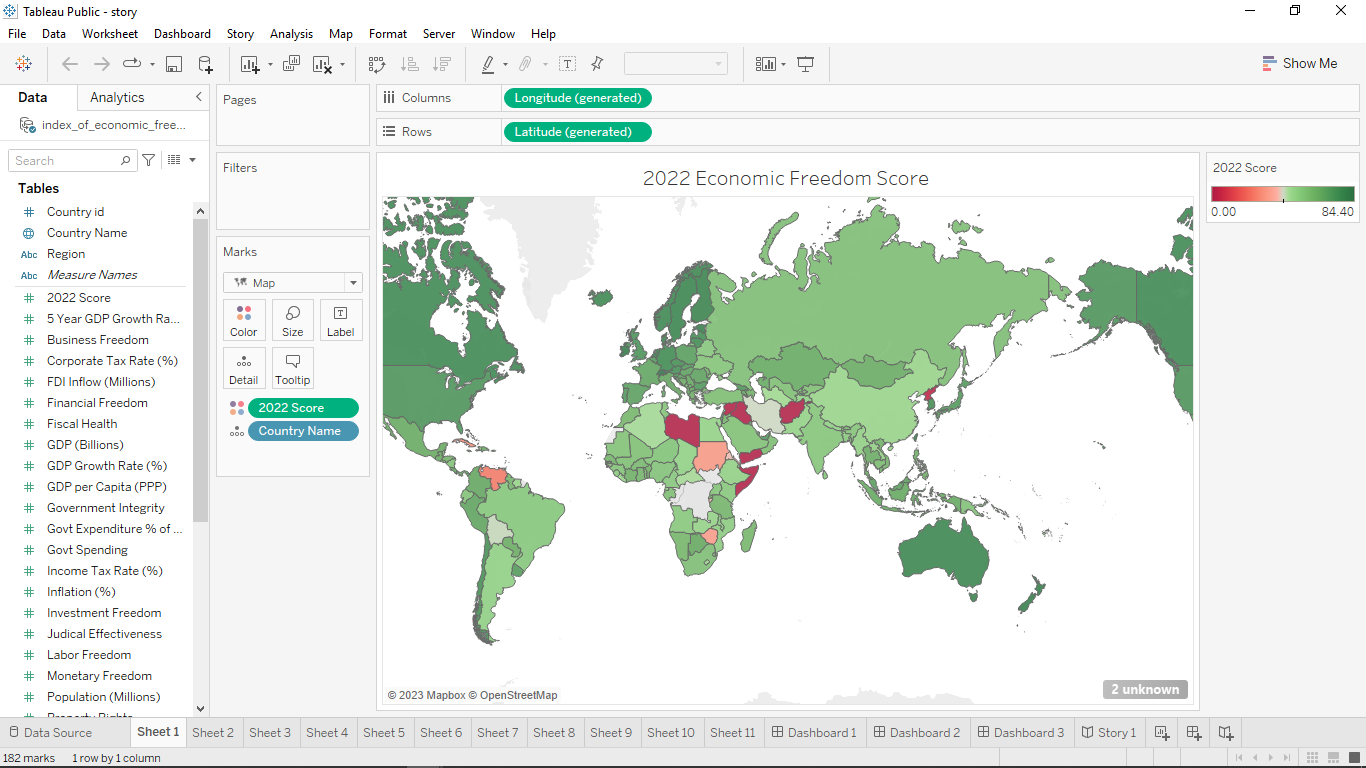 Tableau Public - story
File Data Worksheet Dashboard Story Analysis Map Format Server Window Help
Show Me
Data Analytics
index_of_economic_free...
Search
Tables
Country id
Country Name
Abc Region
Abc Measure Names
2022 Score
5 Year GDP Growth Ra...
Business Freedom
Corporate Tax Rate (%)
FDI Inflow (Millions)
Financial Freedom
Fiscal Health
GDP (Billions)
GDP Growth Rate (%)
GDP per Capita (PPP)
Government Integrity
Govt Expenditure % of ...
Govt Spending
Income Tax Rate (%)
Inflation (%)
Investment Freedom
Judical Effectiveness
Labor Freedom
Monetary Freedom
Population (Millions)
Property Rights
Pages
Filters
Marks
Map
Color Size Label
Detail Tooltip
2022 Score
Country Name
Columns Longitude (generated)
Rows Latitude (generated)
2022 Economic Freedom Score
© 2023 Mapbox © OpenStreetMap
2 unknown
2022 Score
0.00 84.40
Data Source Sheet 1 Sheet 2 Sheet 3 Sheet 4 Sheet 5 Sheet 6 Sheet 7 Sheet 8 Sheet 9 Sheet 10 Sheet 11 Dashboard 1 Dashboard 2 Dashboard 3 Story 1
182 marks 1 row by 1 column